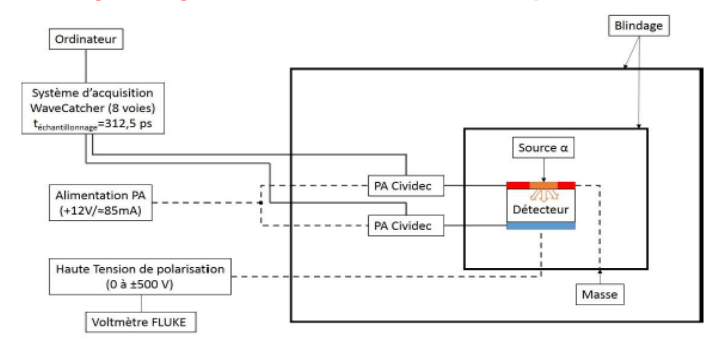 Blindage
Ordinateur
Système d'acquisition
WaveCatcher (8 voies)
téchantillonnage=312,5 ps
Source α
PA Cividec
Alimentation PA
(+12V/≈85mA)
Détecteur
PA Cividec
Haute Tension de polarisation
(0 à ±500 V)
Masse
Voltmètre FLUKE